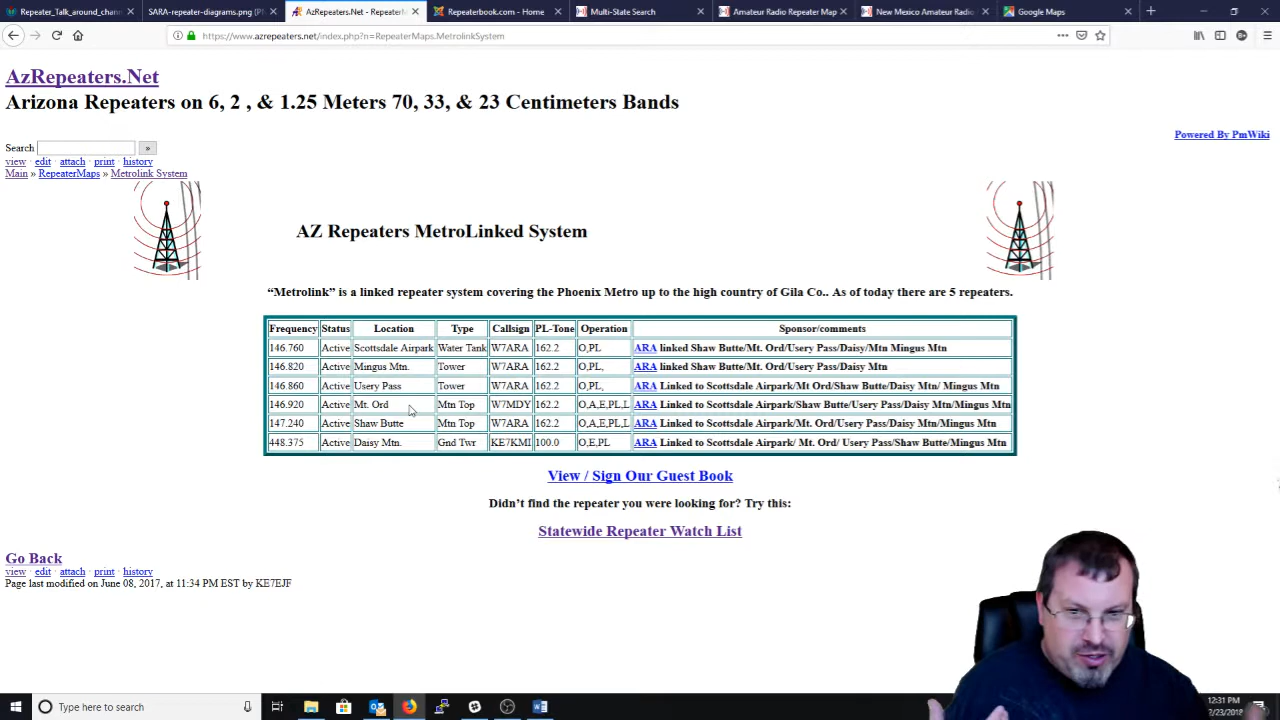 Repeater_Talk_around_chann
SARA-repeater-diagrams.png (P
AzRepeaters.Net - RepeaterM
Repeaterbook.com - Home
Multi-State Search
Amateur Radio Repeater Map
New Mexico Amateur Radio
Google Maps
https://www.azrepeaters.net/index.php?n=RepeaterMaps.MetrolinkSystem
AzRepeaters.Net
Arizona Repeaters on 6, 2 , & 1.25 Meters 70, 33, & 23 Centimeters Bands
Powered By PmWiki
Search »
view · edit · attach · print · history
Main » RepeaterMaps » Metrolink System
AZ Repeaters MetroLinked System
“Metrolink” is a linked repeater system covering the Phoenix Metro up to the high country of Gila Co.. As of today there are 5 repeaters.
Frequency Status Location Type Callsign PL-Tone Operation Sponsor/comments
146.760 Active Scottsdale Airpark Water Tank W7ARA 162.2 O,PL ARA linked Shaw Butte/Mt. Ord/Usery Pass/Daisy/Mtn Mingus Mtn
146.820 Active Mingus Mtn. Tower W7ARA 162.2 O,PL, ARA linked Shaw Butte/Mt. Ord/Usery Pass/Daisy/Mtn
146.860 Active Usery Pass Tower W7ARA 162.2 O,PL, ARA Linked to Scottsdale Airpark/Mt Ord/Shaw Butte/Daisy Mtn/ Mingus Mtn
146.920 Active Mt. Ord Mtn Top W7MDY 162.2 O,A,E,PL,L ARA Linked to Scottsdale Airpark/Shaw Butte/Usery Pass/Daisy Mtn/Mingus Mtn
147.240 Active Shaw Butte Mtn Top W7ARA 162.2 O,A,E,PL,L ARA Linked to Scottsdale Airpark/Mt. Ord/Usery Pass/Daisy Mtn/Mingus Mtn
448.375 Active Daisy Mtn. Gnd Twr KE7KMI 100.0 O,E,PL ARA Linked to Scottsdale Airpark/ Mt. Ord/ Usery Pass/Shaw Butte/Mingus Mtn
View / Sign Our Guest Book
Didn’t find the repeater you were looking for? Try this:
Statewide Repeater Watch List
Go Back
view · edit · attach · print · history
Page last modified on June 08, 2017, at 11:34 PM EST by KE7EJF
Type here to search
12:31 PM